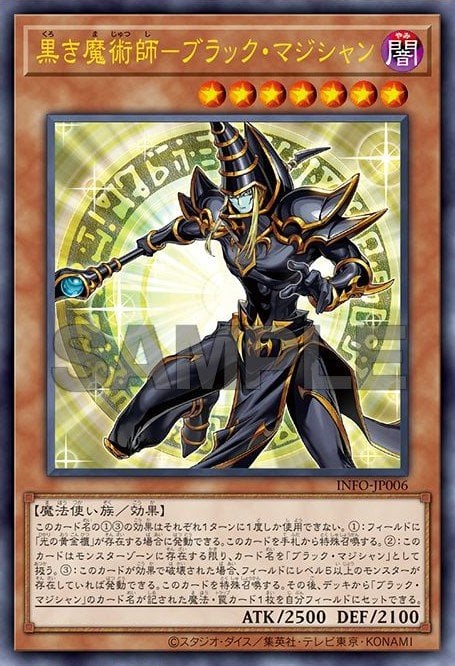 黒き魔術師－ブラック・マジシャン
闇
SAMPLE
INFO-JP006
【魔法使い族／効果】
このカード名の①③の効果はそれぞれ1ターンに1度しか使用できない。①：フィールドに
「光の黄金櫃」が存在する場合に発動できる。このカードを手札から特殊召喚する。②：この
カードはモンスターゾーンに存在する限り、カード名を「ブラック・マジシャン」として
扱う。③：このカードが効果で破壊された場合、フィールドにレベル5以上のモンスターが
存在していれば発動できる。このカードを特殊召喚する。その後、デッキから「ブラック・
マジシャン」のカード名が記された魔法・罠カード1枚を自分フィールドにセットできる。
ATK/2500 DEF/2100
©スタジオ・ダイス／集英社・テレビ東京・KONAMI